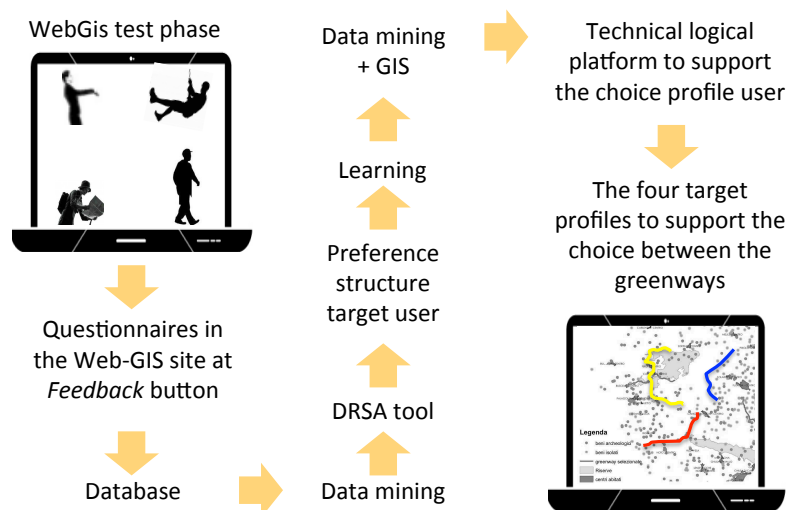 WebGis test phase
Questionnaires in
the Web-GIS site at
Feedback button
Database
Data mining
DRSA tool
Preference
structure
target user
Learning
Data mining
+ GIS
Technical logical
platform to support
the choice profile user
The four target
profiles to support the
choice between the
greenways
Legenda
beni archeologici
beni isolati
greenway selezionate
Riserve
centri abitati